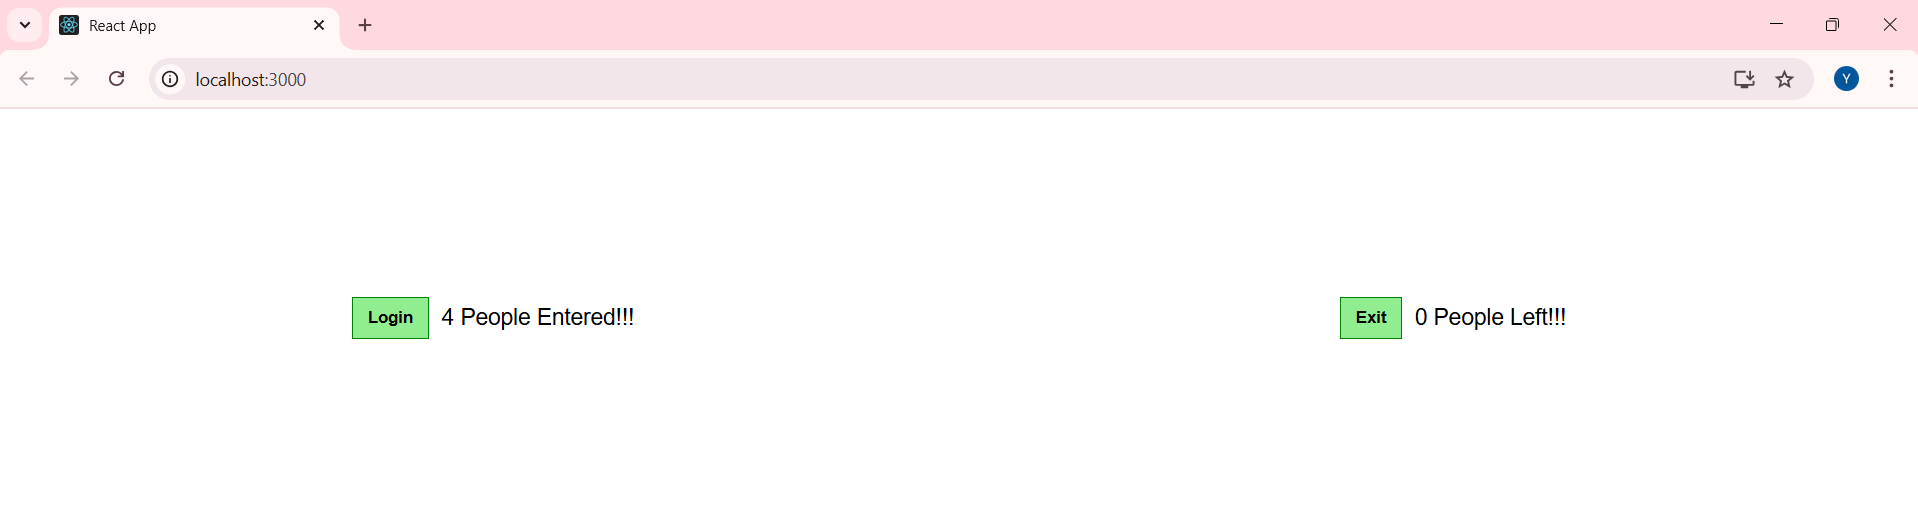 React App
localhost:3000
Y
Login 4 People Entered!!! Exit 0 People Left!!!